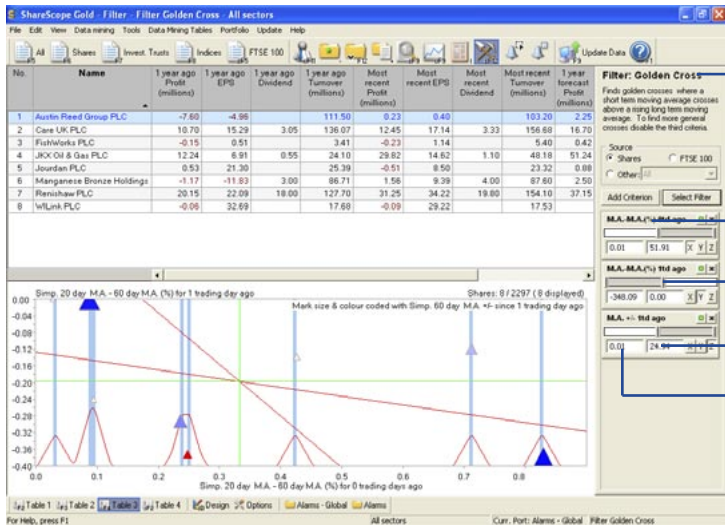 ShareScope Gold - Filter - Filter Golden Cross - All sectors
File Edit View Data mining Tools Data Mining Tables Portfolio Update Help
All Shares Invest. Trusts Indices FTSE 100 Update Data
No. Name 1 year ago Profit (millions) 1 year ago EPS 1 year ago Dividend 1 year ago Turnover (millions) Most recent Profit (millions) Most recent EPS Most recent Dividend Most recent Turnover (millions) 1 year forecast Profit (millions)
1 Austin Reed Group PLC -7.60 -4.96 111.50 0.23 0.40 103.20 2.25
2 Care UK PLC 10.70 15.29 3.05 136.07 12.45 17.14 3.33 156.68 16.70
3 FishWorks PLC -0.15 0.51 3.41 -0.23 1.14 5.40 0.42
4 JKX Oil & Gas PLC 12.24 6.91 0.55 24.10 29.82 14.62 1.10 48.18 51.24
5 Jourdan PLC 0.53 21.30 25.39 -0.51 8.50 23.32 0.88
6 Manganese Bronze Holdings -1.17 -11.83 3.00 86.71 1.56 9.39 4.00 87.60 2.50
7 Renishaw PLC 20.15 22.09 18.00 127.70 31.25 34.22 19.80 154.10 37.15
8 WILink PLC -0.06 32.69 17.68 -0.09 29.22 17.53
Filter: Golden Cross
Finds golden crosses where a
short term moving average crosses
above a rising long term moving
average. To find more general
crosses disable the third criteria.
Source
Shares FTSE 100
Other: All
Add Criterion Select Filter
M.A.-M.A.(%) 0td ago
0.01 51.91 X Y Z
M.A.-M.A.(%) 1td ago
-348.09 0.00 X Y Z
M.A. +/- 1td ago
0.01 X Y Z
Simp. 20 day M.A. - 60 day M.A. (%) for 1 trading day ago
Shares: 8 / 2297 ( 8 displayed)
Mark size & colour coded with Simp. 60 day M.A. +/- since 1 trading day ago
0.00
-0.04
-0.08
-0.12
-0.16
-0.20
-0.24
-0.28
-0.32
-0.36
-0.40
0.0 0.1 0.2 0.3 0.4 0.5 0.6 0.7 0.8
Simp. 20 day M.A. - 60 day M.A. (%) for 0 trading days ago
Table 1 Table 2 Table 3 Table 4 Design Options Alarms - Global Alarms
For Help, press F1 All sectors Curr. Port: Alarms - Global Filter Golden Cross